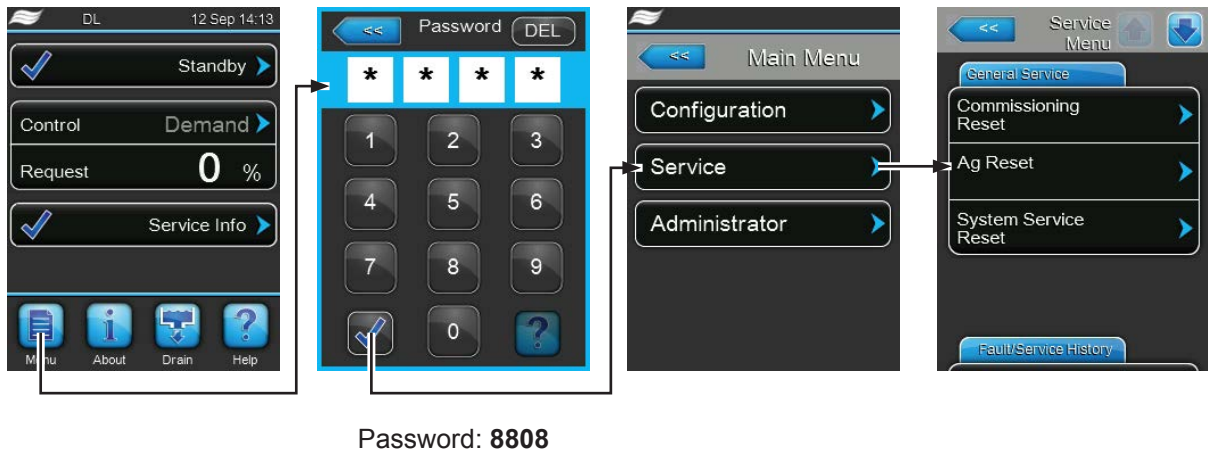 DL 12 Sep 14:13
Standby
Control Demand
Request 0 %
Service Info
Menu About Drain Help
<< Password DEL
* * * *
1 2 3
4 5 6
7 8 9
0 ?
<< Main Menu
Configuration
Service
Administrator
<< Service
Menu
General Service
Commissioning
Reset
Ag Reset
System Service
Reset
Fault/Service History
Password: 8808